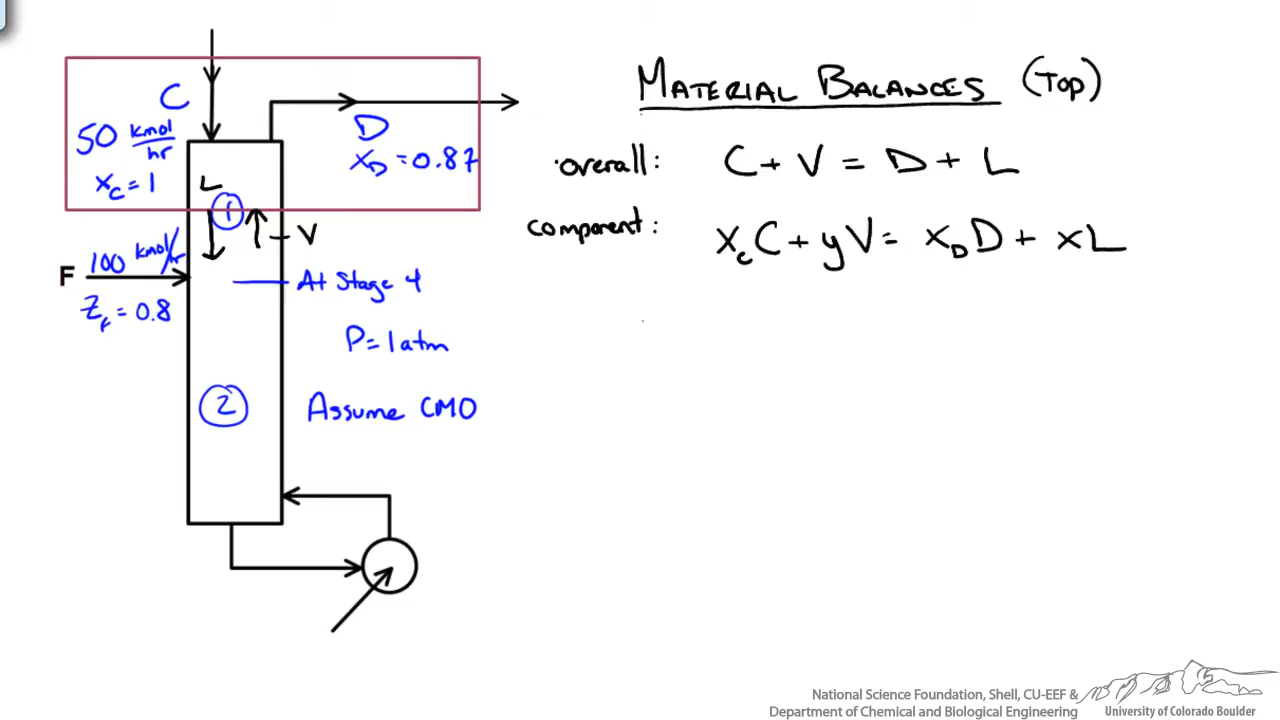 MATERIAL BALANCES (TOP)
overall: C + V = D + L
component: x_C C + y V = x_D D + x L
C
50 kmol/hr
x_C = 1
D
x_D = 0.87
L
1
V
F
100 kmol/hr
Z_F = 0.8
At Stage 4
P = 1 atm
2
Assume CMO
National Science Foundation, Shell, CU-EEF &
Department of Chemical and Biological Engineering
University of Colorado Boulder